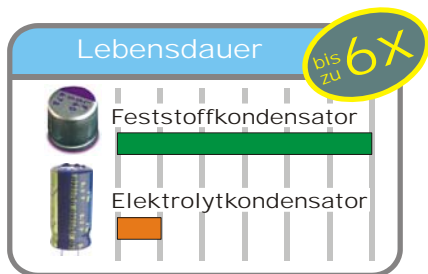 Lebensdauer
bis zu 6x
Feststoffkondensator
Elektrolytkondensator